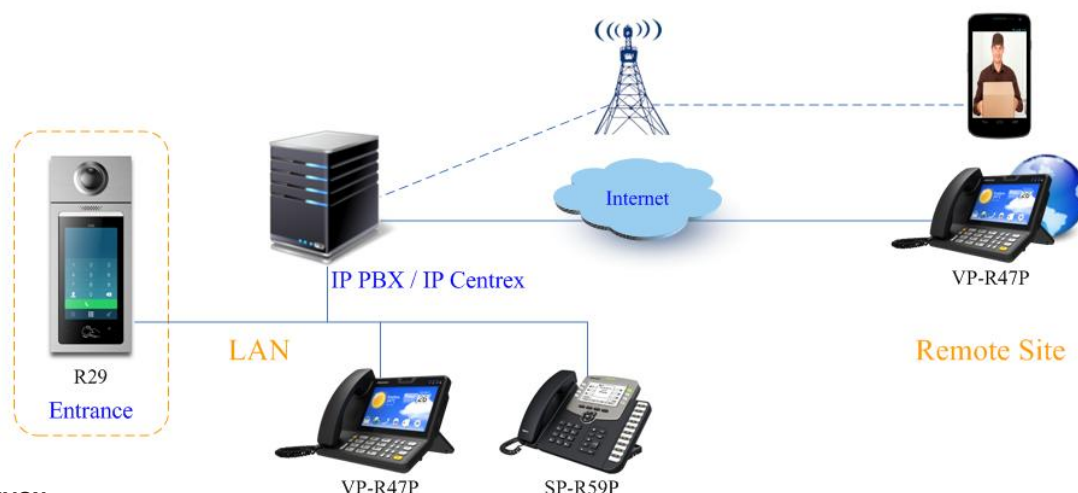 Internet
IP PBX / IP Centrex
VP-R47P
LAN
Remote Site
R29
Entrance
VP-R47P
SP-R59P